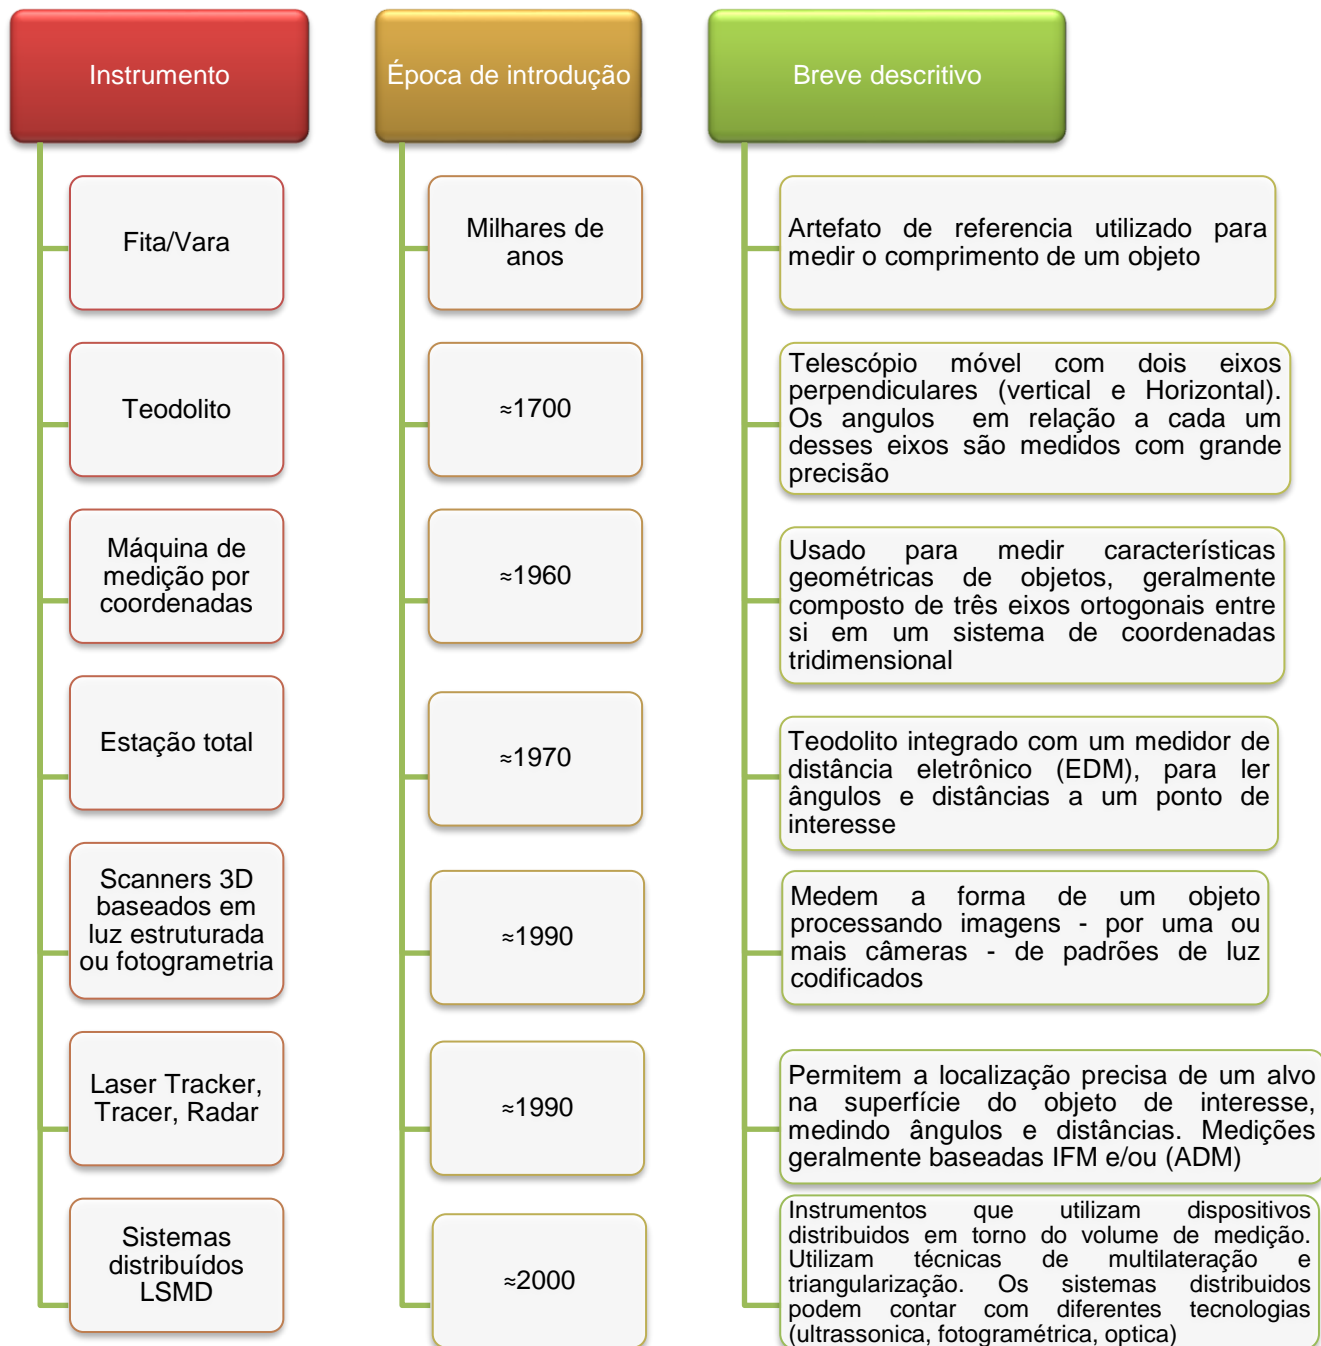 Instrumento
Época de introdução
Breve descritivo
Fita/Vara
Milhares de
anos
Artefato de referencia utilizado para
medir o comprimento de um objeto
Teodolito
≈1700
Telescópio móvel com dois eixos
perpendiculares (vertical e Horizontal).
Os angulos em relação a cada um
desses eixos são medidos com grande
precisão
Máquina de
medição por
coordenadas
≈1960
Usado para medir características
geométricas de objetos, geralmente
composto de três eixos ortogonais entre
si em um sistema de coordenadas
tridimensional
Estação total
≈1970
Teodolito integrado com um medidor de
distância eletrônico (EDM), para ler
ângulos e distâncias a um ponto de
interesse
Scanners 3D
baseados em
luz estruturada
ou fotogrametria
≈1990
Medem a forma de um objeto
processando imagens - por uma ou
mais câmeras - de padrões de luz
codificados
Laser Tracker,
Tracer, Radar
≈1990
Permitem a localização precisa de um alvo
na superfície do objeto de interesse,
medindo ângulos e distâncias. Medições
geralmente baseadas IFM e/ou (ADM)
Sistemas
distribuídos
LSMD
≈2000
Instrumentos que utilizam dispositivos
distribuidos em torno do volume de medição.
Utilizam técnicas de multilateração e
triangularização. Os sistemas distribuidos
podem contar com diferentes tecnologias
(ultrassonica, fotogramétrica, optica)